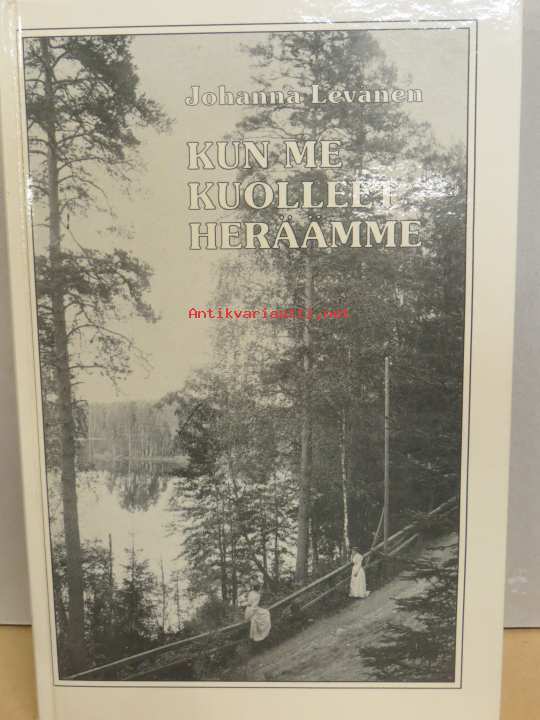 Johanna Levanen
KUN ME
KUOLLEET
HERÄÄMME
Antikvariaatti.net